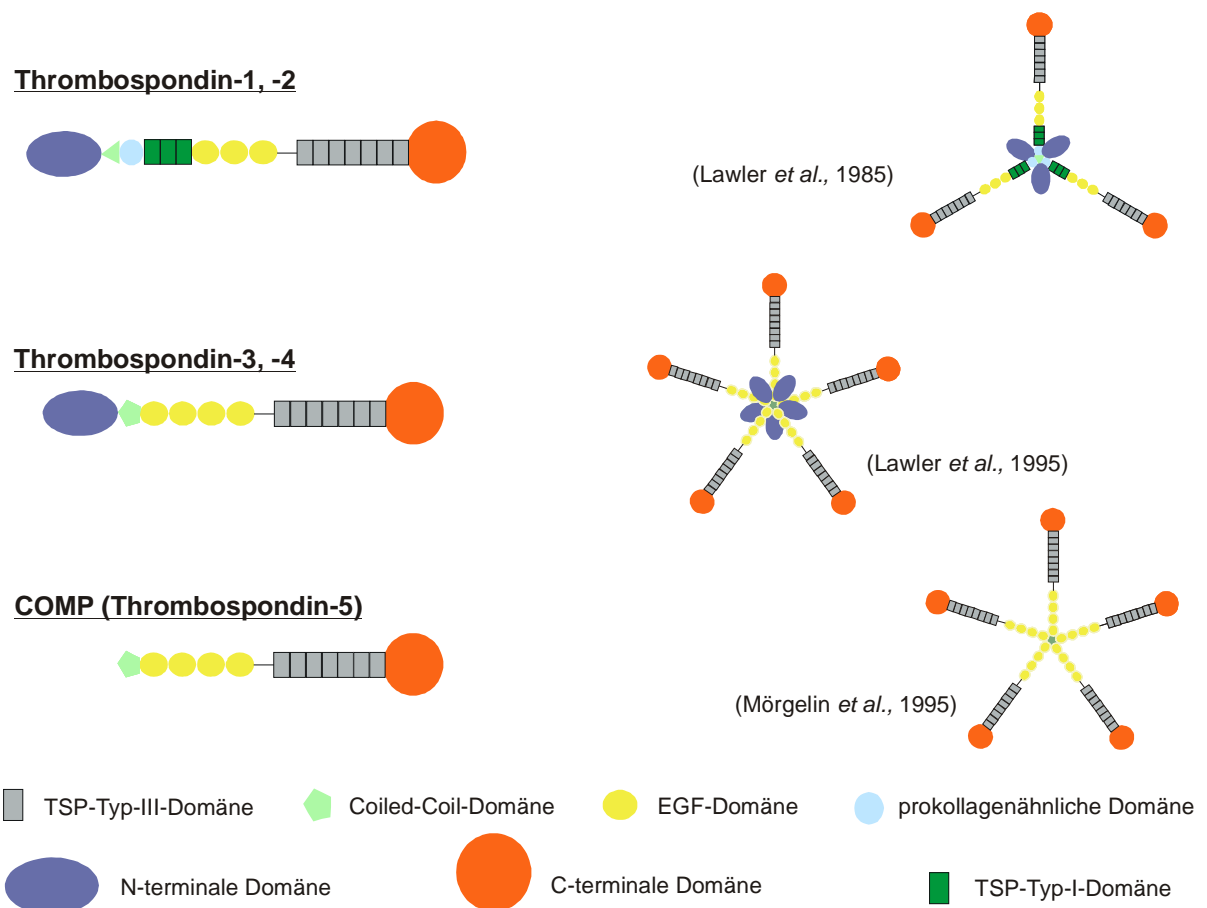 Thrombospondin-1, -2
(Lawler et al., 1985)
Thrombospondin-3, -4
(Lawler et al., 1995)
COMP (Thrombospondin-5)
(Mörgelin et al., 1995)
TSP-Typ-III-Domäne
Coiled-Coil-Domäne
EGF-Domäne
prokollagenähnliche Domäne
N-terminale Domäne
C-terminale Domäne
TSP-Typ-I-Domäne